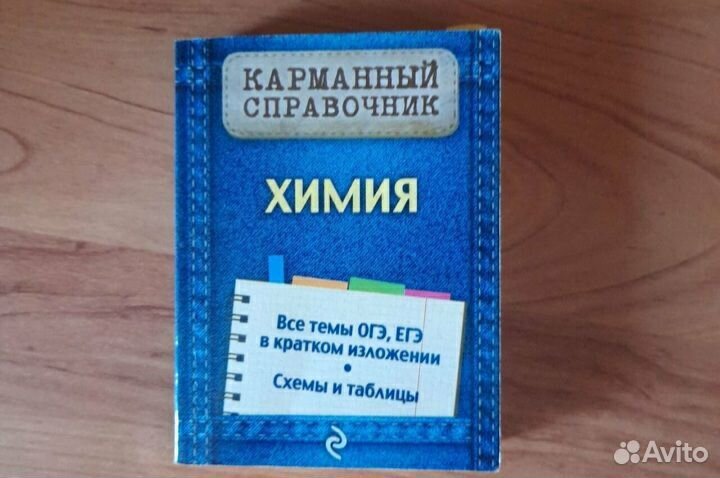 КАРМАННЫЙ
СПРАВОЧНИК
ХИМИЯ
Все темы ОГЭ, ЕГЭ
в кратком изложении
•
Схемы и таблицы
Avito